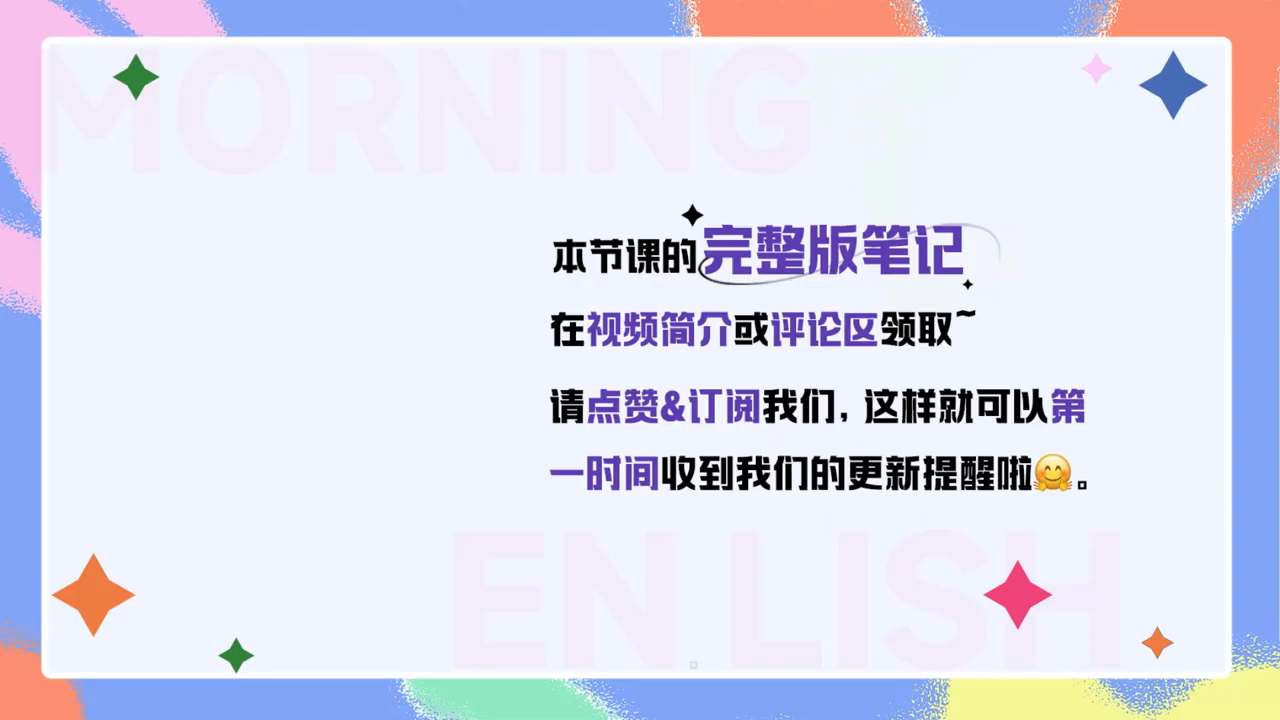 MORNING
本节课的完整版笔记
在视频简介或评论区领取~
请点赞&订阅我们，这样就可以第
一时间收到我们的更新提醒啦🤗。
EN LISH